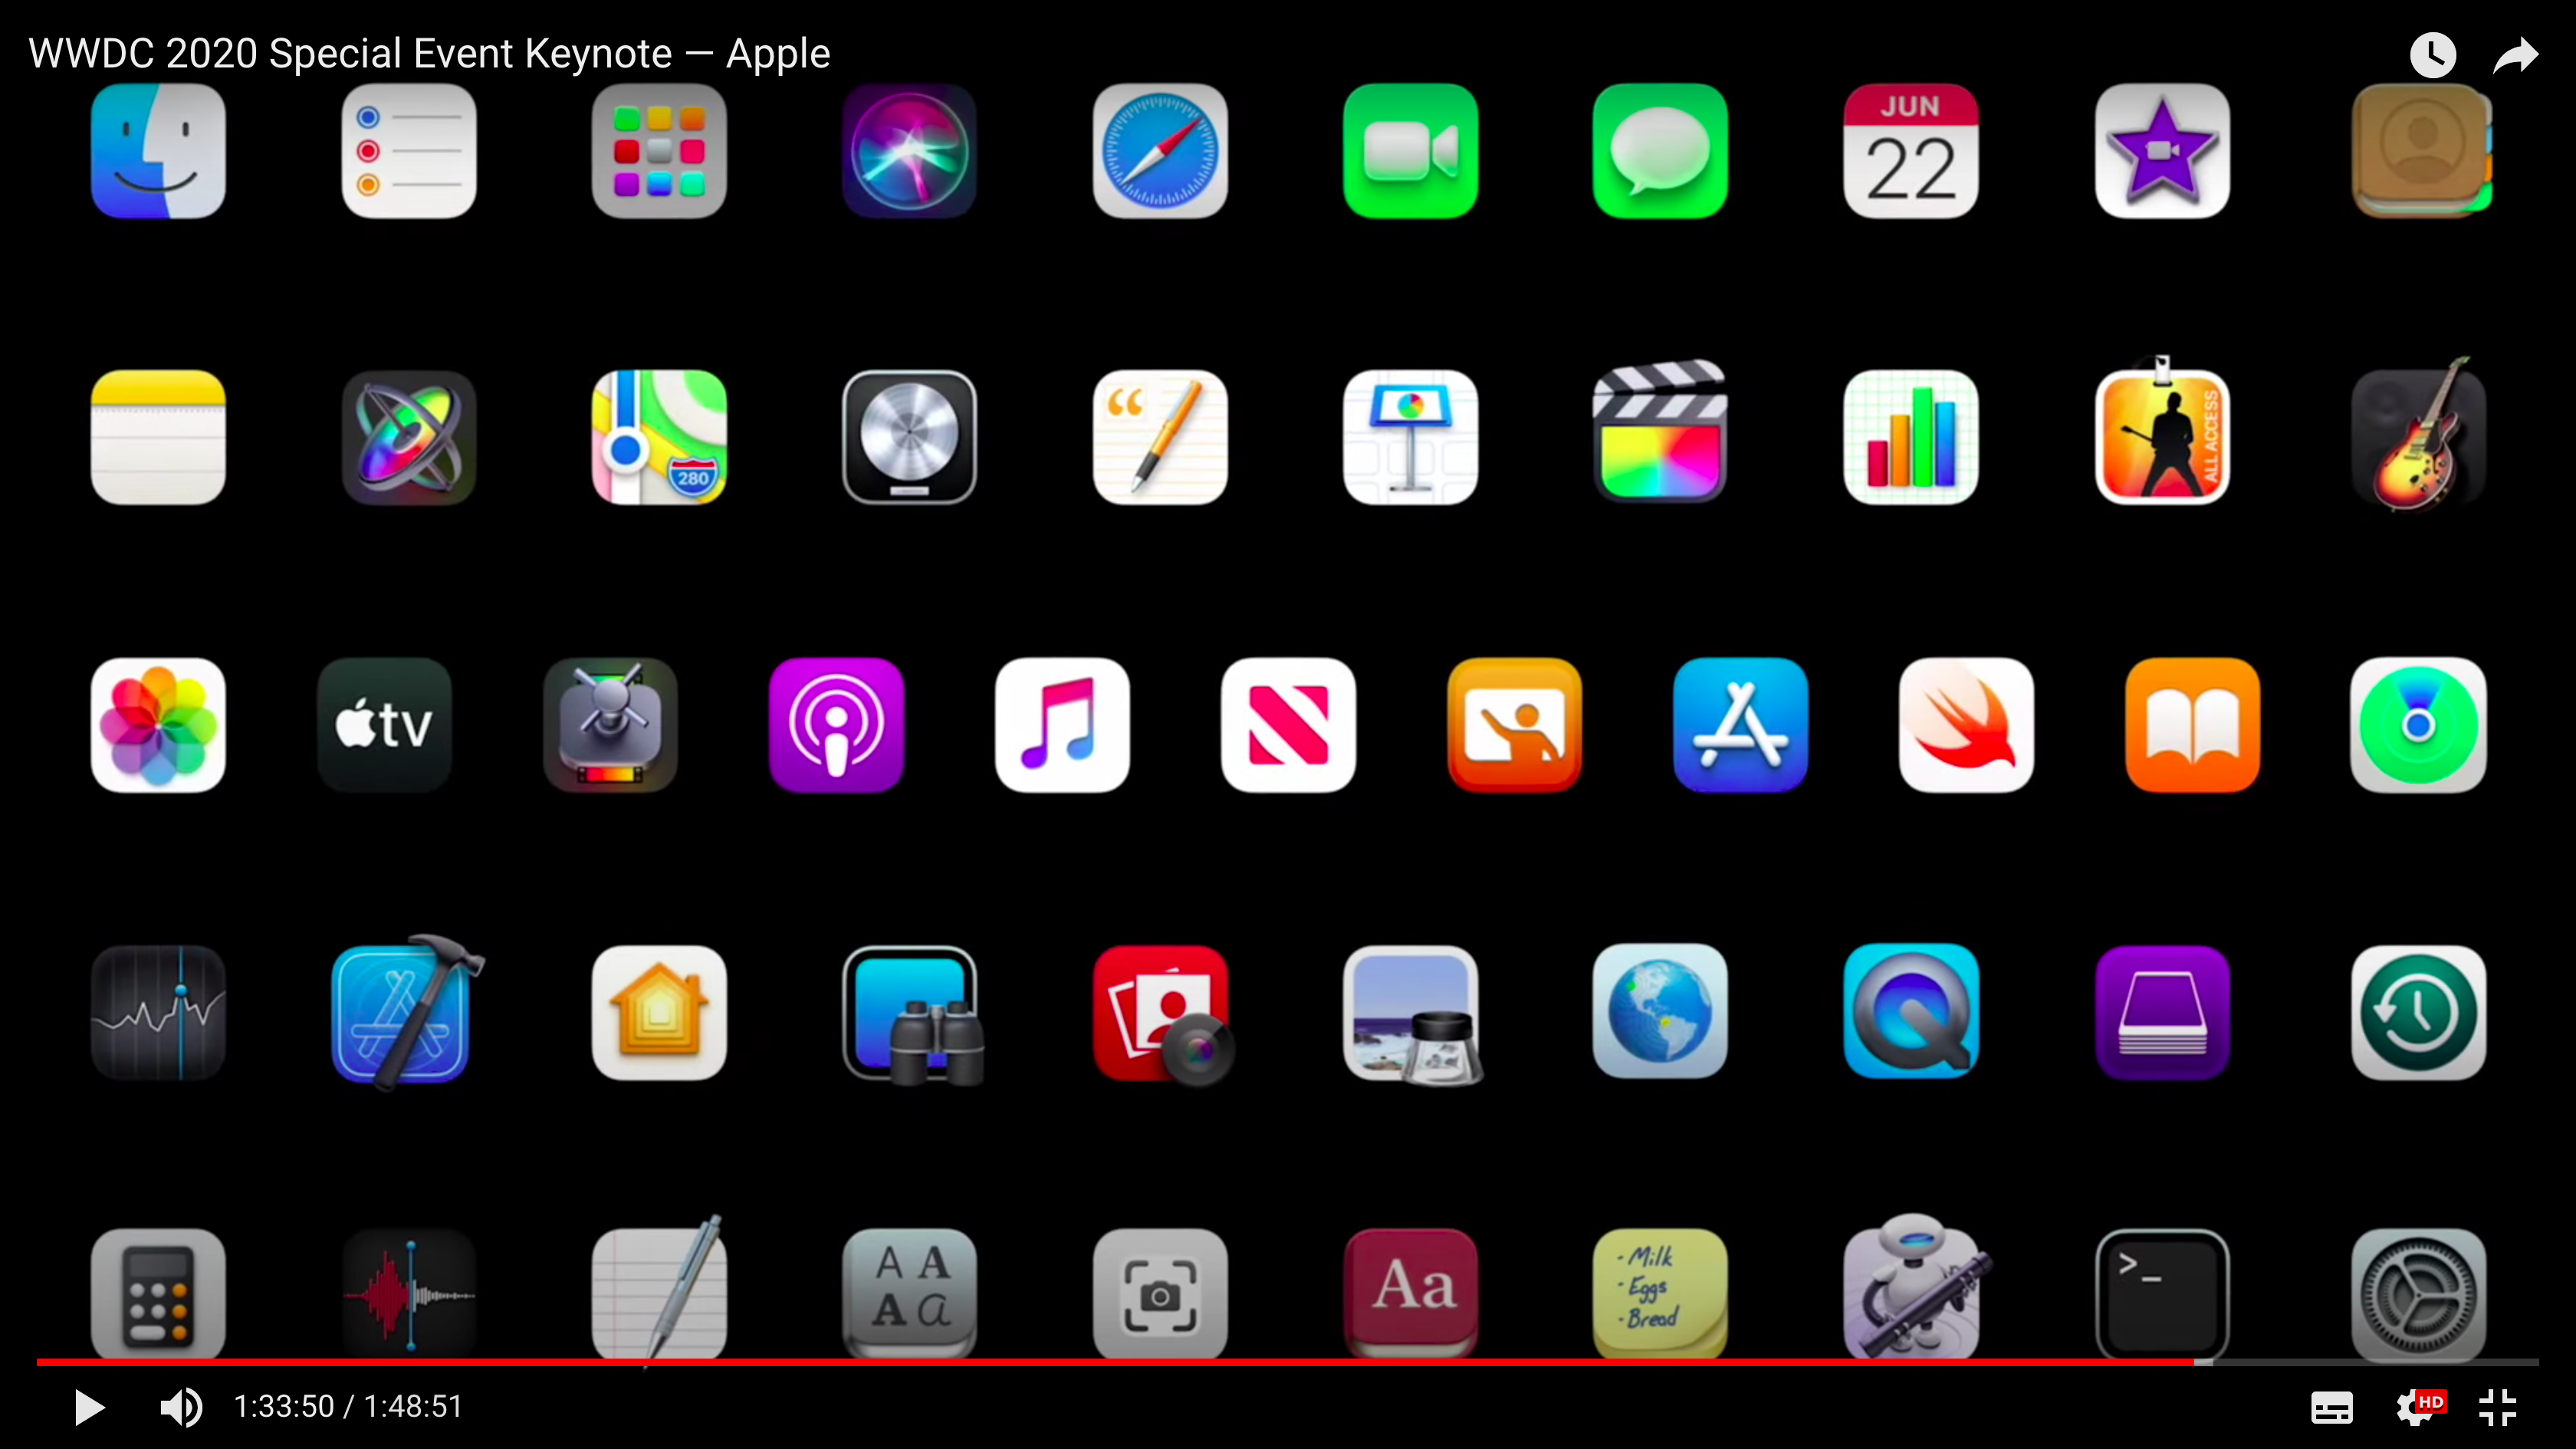 WWDC 2020 Special Event Keynote — Apple
JUN
22
280
ALL ACCESS
tv
A A
A a
Aa
- Milk
- Eggs
- Bread
>_
1:33:50 / 1:48:51
HD